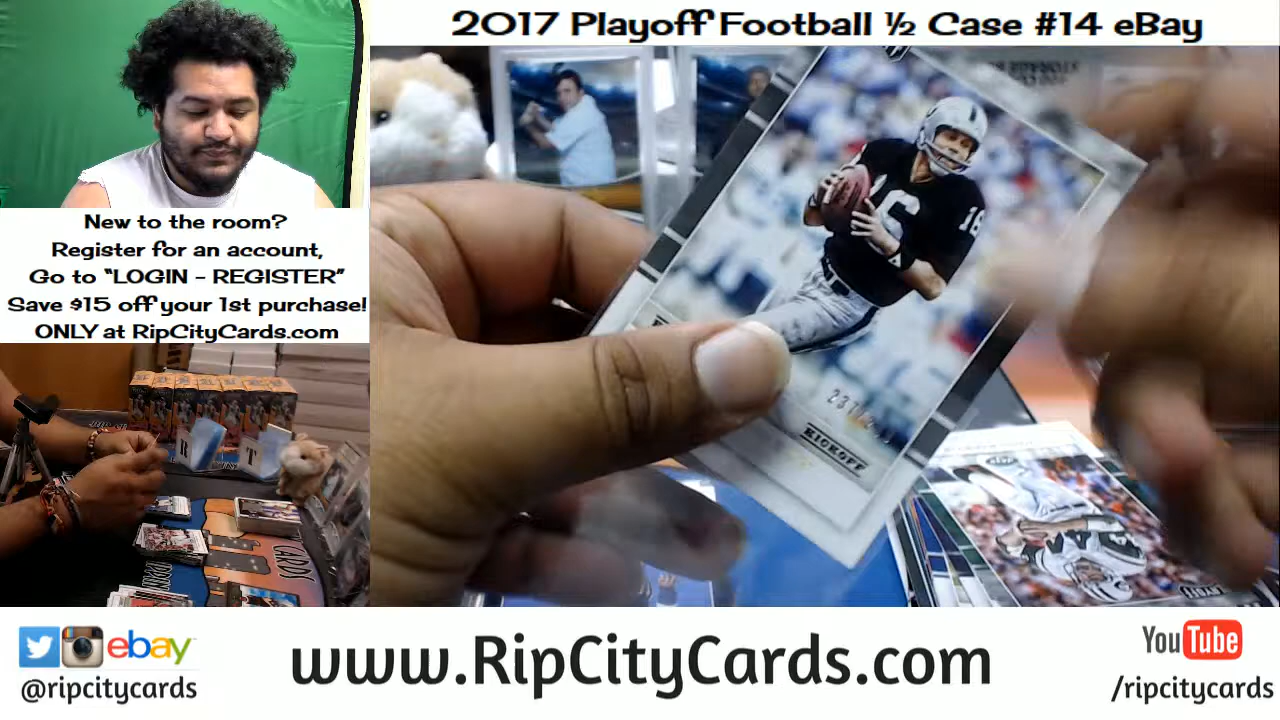 2017 Playoff Football ½ Case #14 eBay
New to the room?
Register for an account,
Go to "LOGIN - REGISTER"
Save $15 off your 1st purchase!
ONLY at RipCityCards.com
16
16
KICKOFF
R
T
CARDS
ebay
@ripcitycards
www.RipCityCards.com
YouTube
/ripcitycards